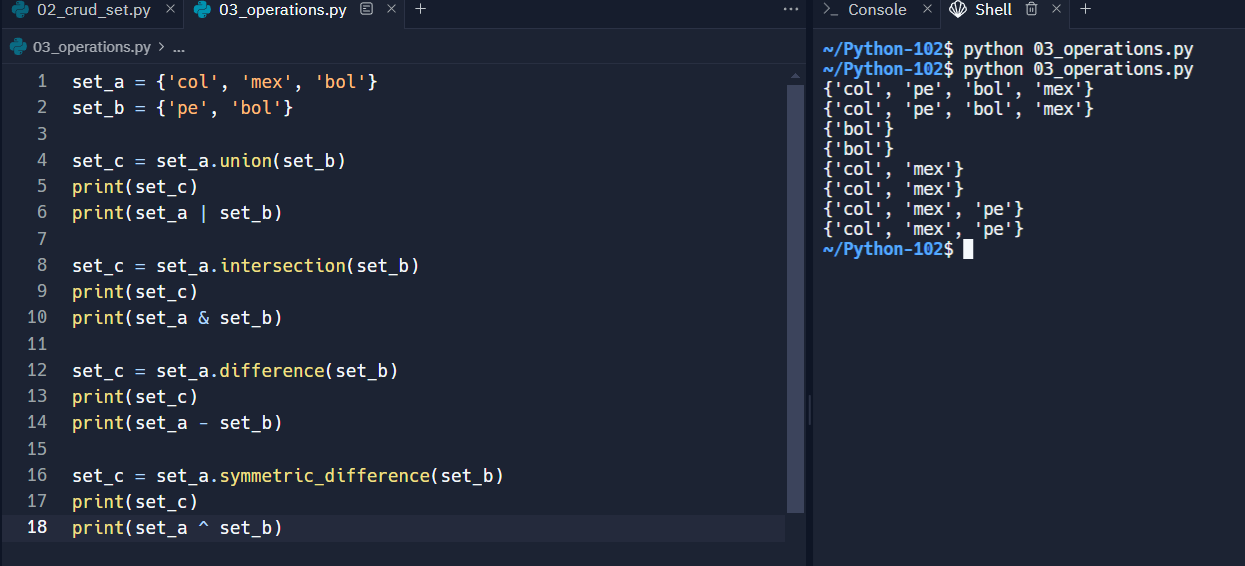 02_crud_set.py × 03_operations.py × + ...
03_operations.py > ...
1 set_a = {'col', 'mex', 'bol'}
2 set_b = {'pe', 'bol'}
3
4 set_c = set_a.union(set_b)
5 print(set_c)
6 print(set_a | set_b)
7
8 set_c = set_a.intersection(set_b)
9 print(set_c)
10 print(set_a & set_b)
11
12 set_c = set_a.difference(set_b)
13 print(set_c)
14 print(set_a - set_b)
15
16 set_c = set_a.symmetric_difference(set_b)
17 print(set_c)
18 print(set_a ^ set_b)
>_ Console × Shell × +
~/Python-102$ python 03_operations.py
~/Python-102$ python 03_operations.py
{'col', 'pe', 'bol', 'mex'}
{'col', 'pe', 'bol', 'mex'}
{'bol'}
{'bol'}
{'col', 'mex'}
{'col', 'mex'}
{'col', 'mex', 'pe'}
{'col', 'mex', 'pe'}
~/Python-102$